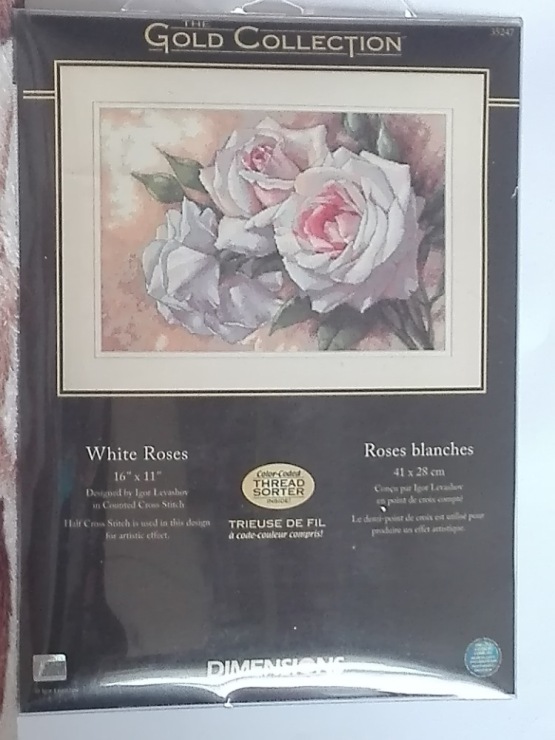 THE
GOLD COLLECTION
35247
White Roses
16" x 11"
Designed by Igor Levashov
in Counted Cross Stitch
Half Cross Stitch is used in this design
for artistic effect.
Color-Coded
THREAD
SORTER
INSIDE!
TRIEUSE DE FIL
à code-couleur compris!
Roses blanches
41 x 28 cm
Conçu par Igor Levashov
en point de croix compté
Le demi-point de croix est utilisé pour
produire un effet artistique.
DIMENSIONS